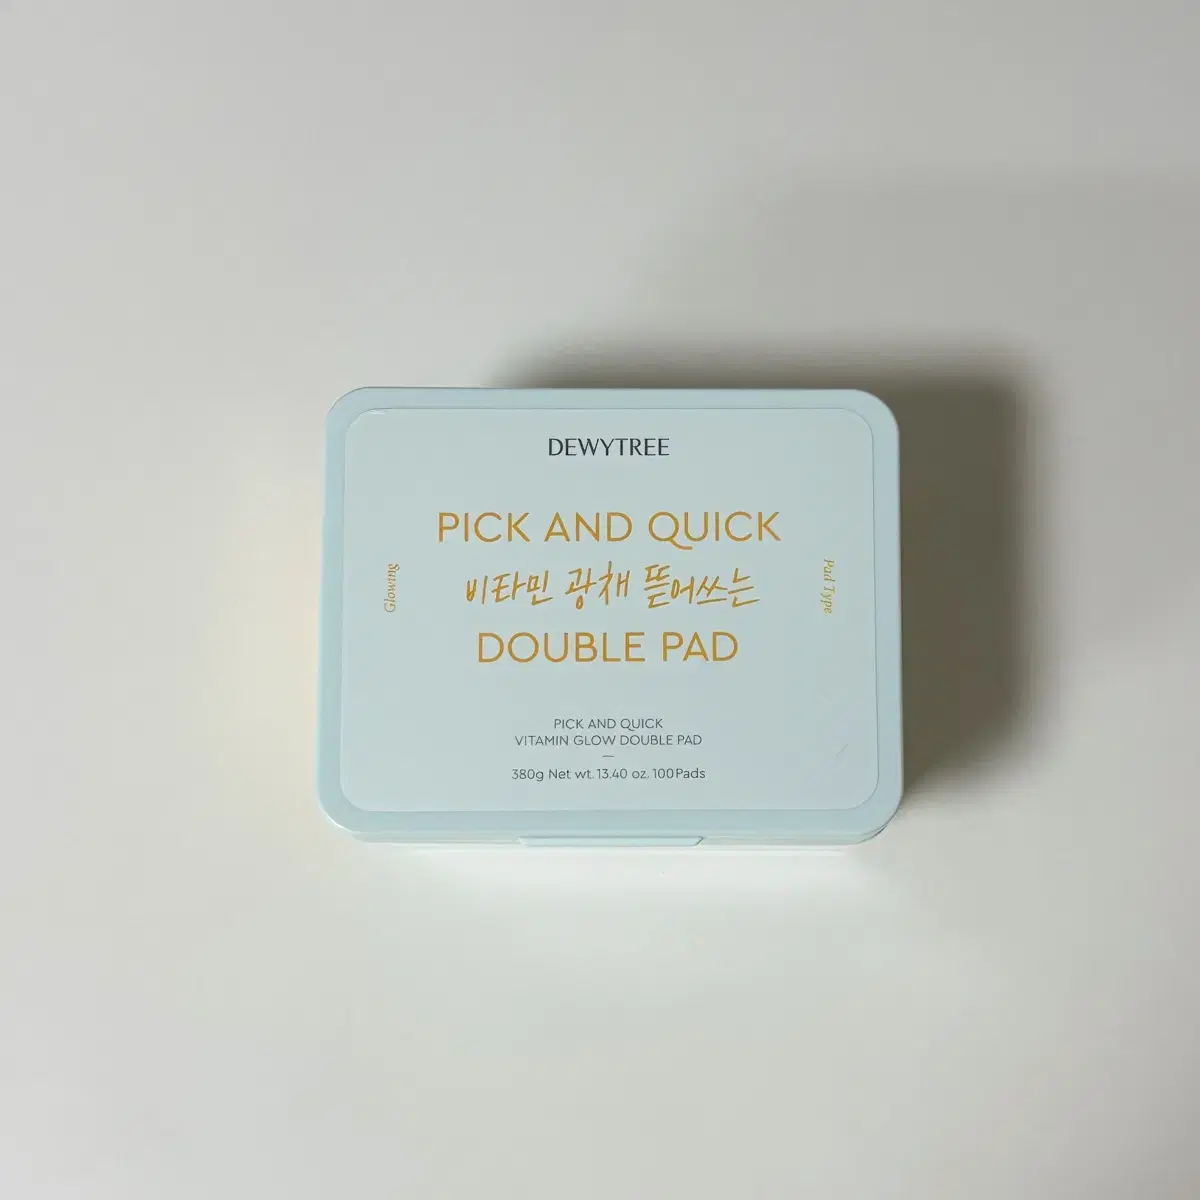 DEWYTREE
PICK AND QUICK
비타민 광채 뜯어쓰는
DOUBLE PAD
Glowing
Pad Type
PICK AND QUICK
VITAMIN GLOW DOUBLE PAD
380g Net wt. 13.40 oz. 100Pads